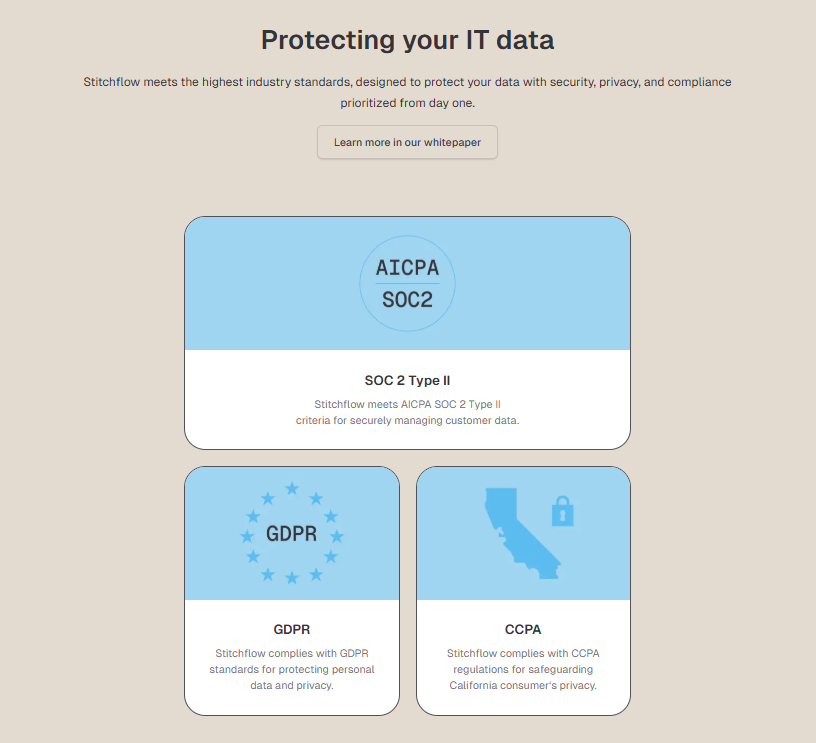 Protecting your IT data
Stitchflow meets the highest industry standards, designed to protect your data with security, privacy, and compliance
prioritized from day one.
Learn more in our whitepaper
AICPA
SOC2
SOC 2 Type II
Stitchflow meets AICPA SOC 2 Type II
criteria for securely managing customer data.
GDPR
GDPR
Stitchflow complies with GDPR
standards for protecting personal
data and privacy.
CCPA
Stitchflow complies with CCPA
regulations for safeguarding
California consumer's privacy.